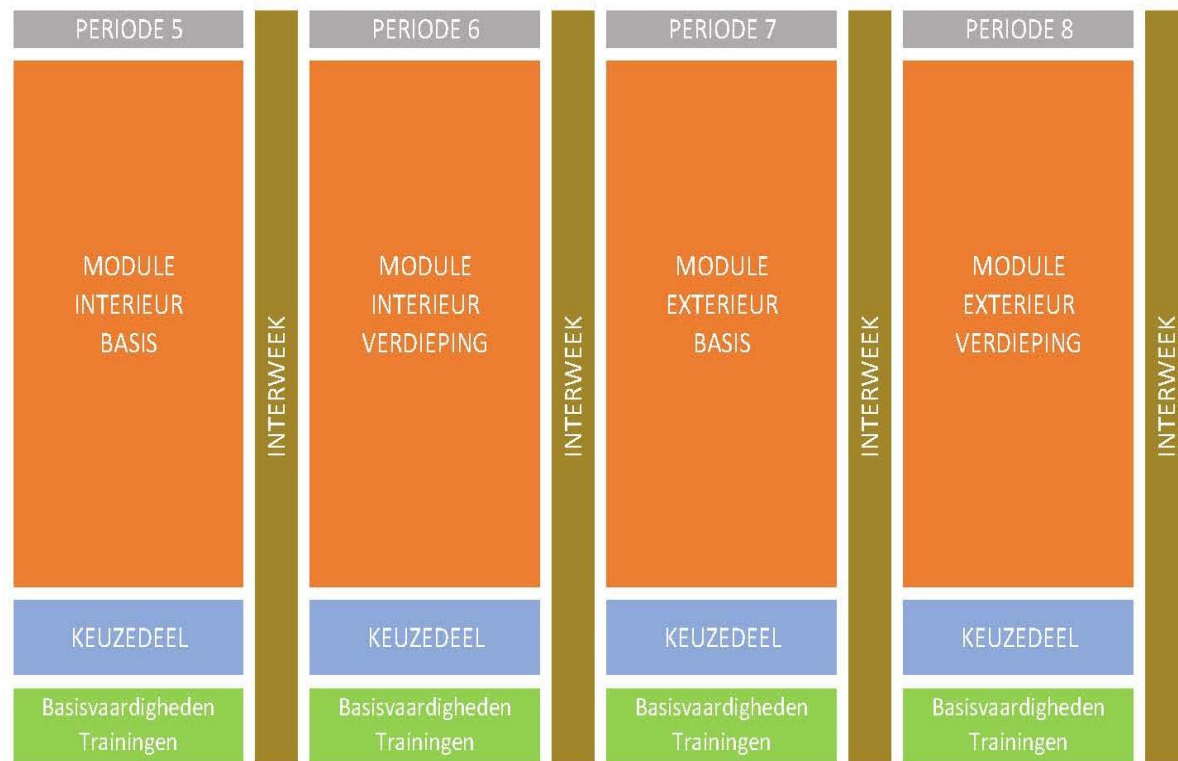 PERIODE 5
MODULE
INTERIEUR
BASIS
KEUZEDEEL
Basisvaardigheden
Trainingen
INTERWEEK
PERIODE 6
MODULE
INTERIEUR
VERDIEPING
KEUZEDEEL
Basisvaardigheden
Trainingen
INTERWEEK
PERIODE 7
MODULE
EXTERIEUR
BASIS
KEUZEDEEL
Basisvaardigheden
Trainingen
INTERWEEK
PERIODE 8
MODULE
EXTERIEUR
VERDIEPING
KEUZEDEEL
Basisvaardigheden
Trainingen
INTERWEEK